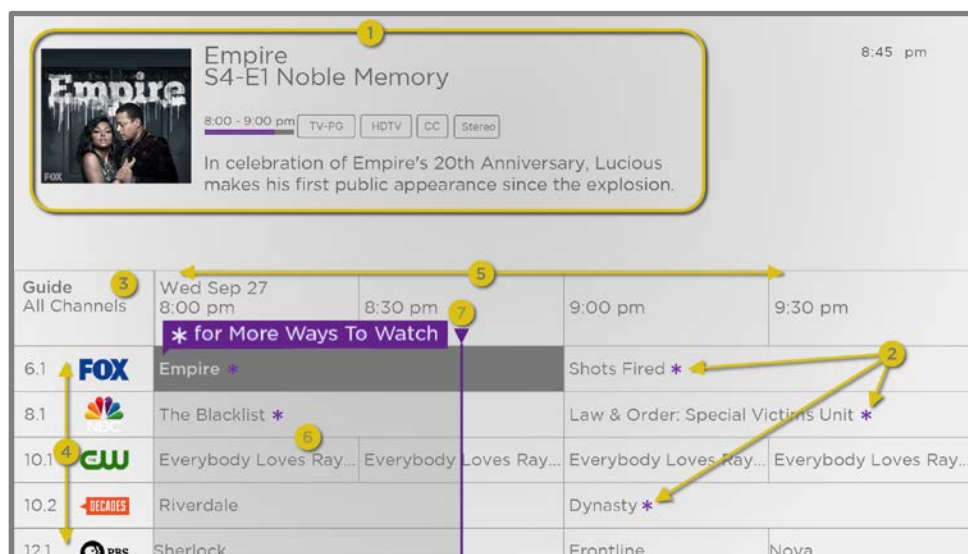 1
Empire
S4-E1 Noble Memory
8:45 pm
Empire
FOX
8:00 - 9:00 pm TV-PG HDTV CC Stereo
In celebration of Empire's 20th Anniversary, Lucious
makes his first public appearance since the explosion.
Guide 3
All Channels
Wed Sep 27 5
8:00 pm 8:30 pm 7 9:00 pm 9:30 pm
* for More Ways To Watch
2
6.1 FOX Empire * Shots Fired *
8.1 NBC The Blacklist * Law & Order: Special Victims Unit *
6
10.1 4 THE CW Everybody Loves Ray... Everybody Loves Ray... Everybody Loves Ray... Everybody Loves Ray...
10.2 DECADES Riverdale Dynasty *
12.1 PBS Sherlock Frontline Nova